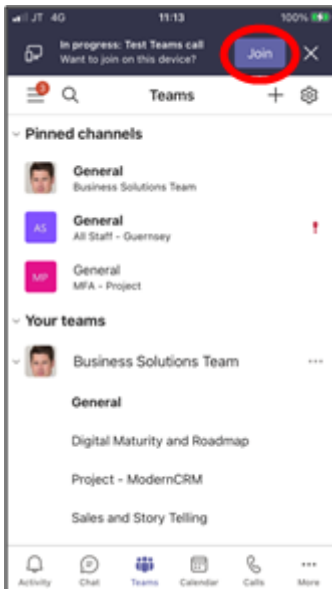 JT 4G 11:13 100%
In progress: Test Teams call
Want to join on this device?
Join
3
Teams
Pinned channels
General
Business Solutions Team
AS
General
All Staff - Guernsey
MP
General
MFA - Project
Your teams
Business Solutions Team
General
Digital Maturity and Roadmap
Project - ModernCRM
Sales and Story Telling
Activity Chat Teams Calendar Calls More